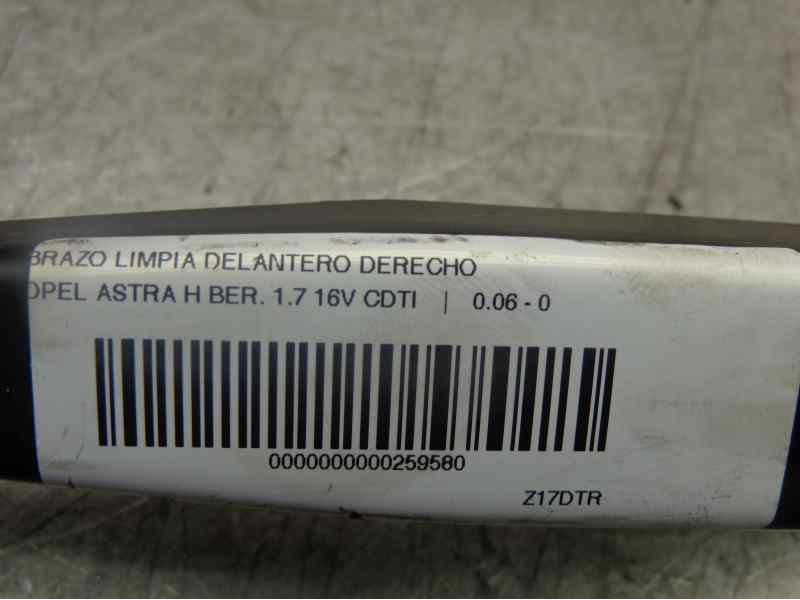 BRAZO LIMPIA DELANTERO DERECHO
OPEL ASTRA H BER. 1.7 16V CDTI | 0.06 - 0
0000000000259580
Z17DTR